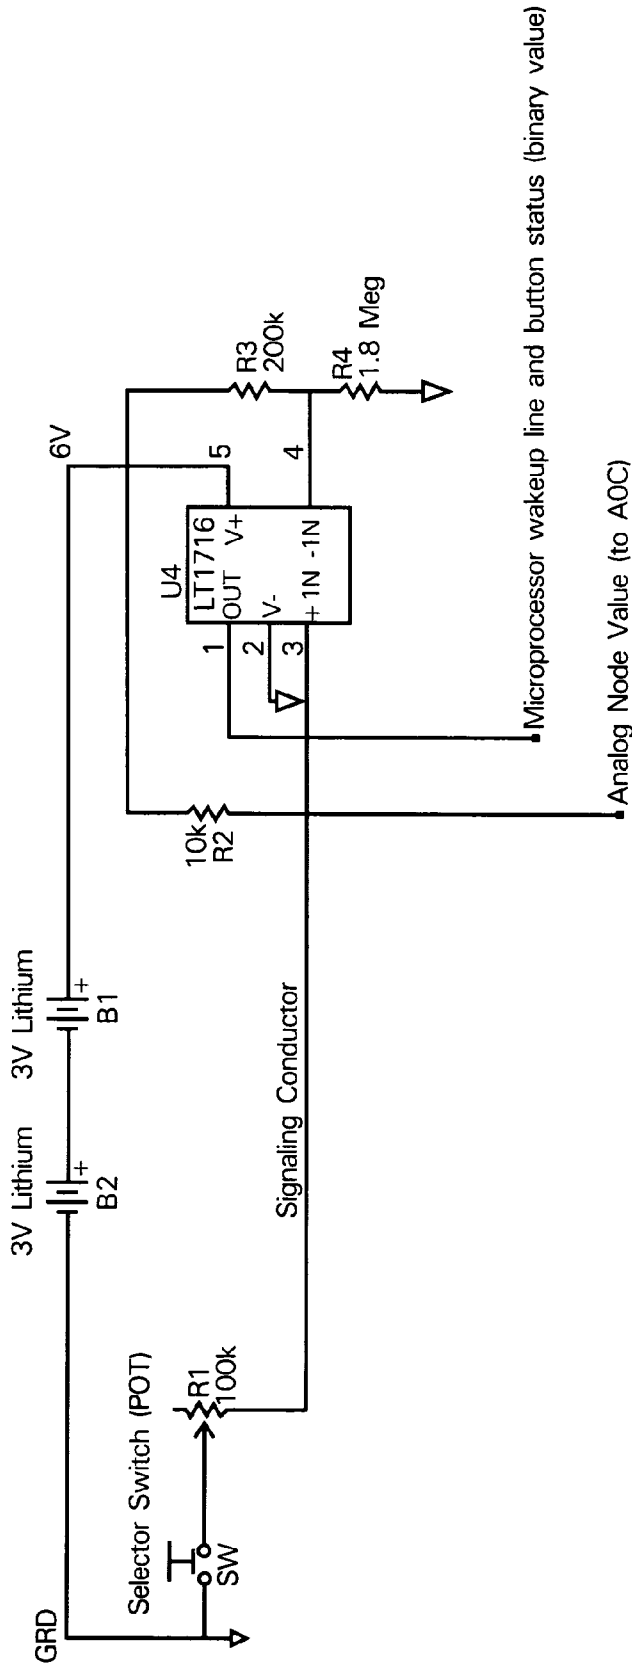 GRD
3V Lithium
B2
+
3V Lithium
B1
+
6V
Selector Switch (POT)
SW
R1
100k
Signaling Conductor
10k
R2
U4
LT1716
OUT
V+
V-
+1N -1N
1
2
3
5
4
R3
200k
R4
1.8 Meg
Microprocessor wakeup line and button status (binary value)
Analog Node Value (to A0C)